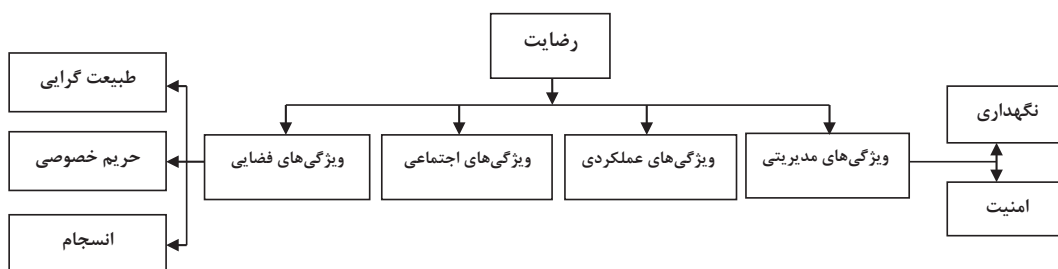 رضایت
ویژگی‌های مدیریتی
ویژگی‌های عملکردی
ویژگی‌های اجتماعی
ویژگی‌های فضایی
نگهداری
امنیت
طبیعت گرایی
حریم خصوصی
انسجام